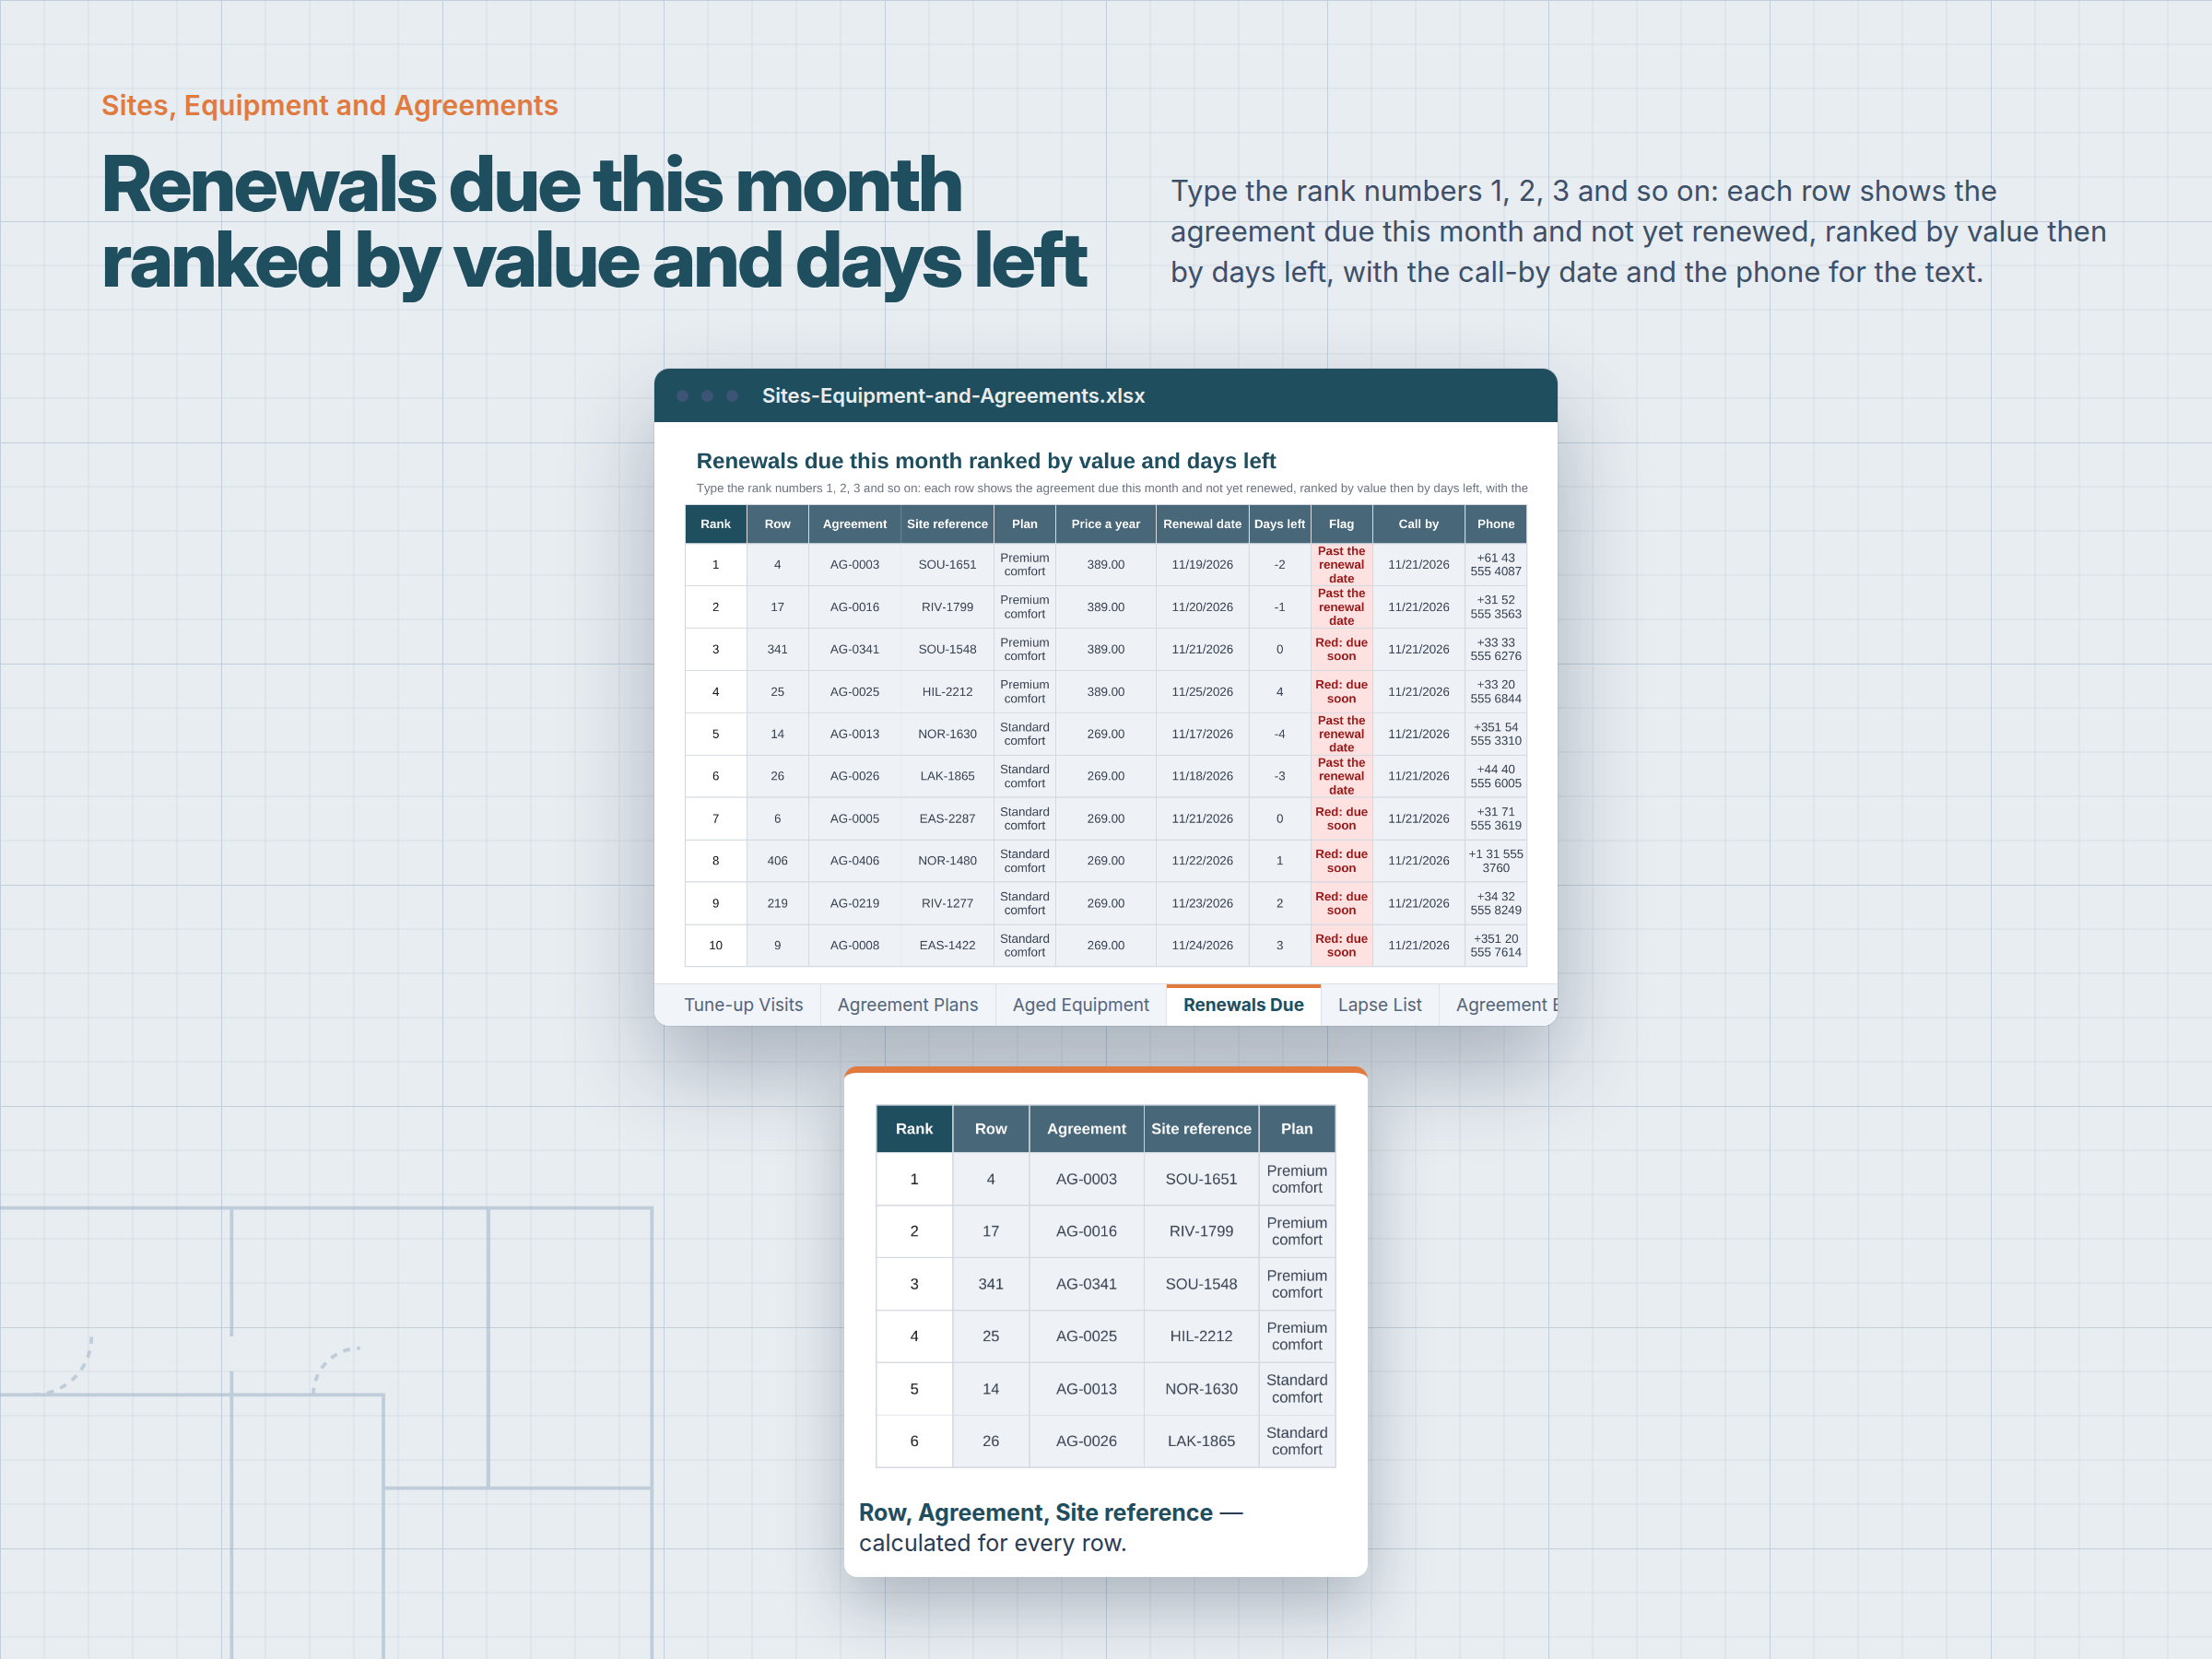 Sites, Equipment and Agreements
Renewals due this month
ranked by value and days left
Type the rank numbers 1, 2, 3 and so on: each row shows the
agreement due this month and not yet renewed, ranked by value then
by days left, with the call-by date and the phone for the text.
Sites-Equipment-and-Agreements.xlsx
Renewals due this month ranked by value and days left
Type the rank numbers 1, 2, 3 and so on: each row shows the agreement due this month and not yet renewed, ranked by value then by days left, with the
Rank Row Agreement Site reference Plan Price a year Renewal date Days left Flag Call by Phone
1 4 AG-0003 SOU-1651 Premium comfort 389.00 11/19/2026 -2 Past the renewal date 11/21/2026 +61 43 555 4087
2 17 AG-0016 RIV-1799 Premium comfort 389.00 11/20/2026 -1 Past the renewal date 11/21/2026 +31 52 555 3563
3 341 AG-0341 SOU-1548 Premium comfort 389.00 11/21/2026 0 Red: due soon 11/21/2026 +33 33 555 6276
4 25 AG-0025 HIL-2212 Premium comfort 389.00 11/25/2026 4 Red: due soon 11/21/2026 +33 20 555 6844
5 14 AG-0013 NOR-1630 Standard comfort 269.00 11/17/2026 -4 Past the renewal date 11/21/2026 +351 54 555 3310
6 26 AG-0026 LAK-1865 Standard comfort 269.00 11/18/2026 -3 Past the renewal date 11/21/2026 +44 40 555 6005
7 6 AG-0005 EAS-2287 Standard comfort 269.00 11/21/2026 0 Red: due soon 11/21/2026 +31 71 555 3619
8 406 AG-0406 NOR-1480 Standard comfort 269.00 11/22/2026 1 Red: due soon 11/21/2026 +1 31 555 3760
9 219 AG-0219 RIV-1277 Standard comfort 269.00 11/23/2026 2 Red: due soon 11/21/2026 +34 32 555 8249
10 9 AG-0008 EAS-1422 Standard comfort 269.00 11/24/2026 3 Red: due soon 11/21/2026 +351 20 555 7614
Tune-up Visits Agreement Plans Aged Equipment Renewals Due Lapse List Agreement
Rank Row Agreement Site reference Plan
1 4 AG-0003 SOU-1651 Premium comfort
2 17 AG-0016 RIV-1799 Premium comfort
3 341 AG-0341 SOU-1548 Premium comfort
4 25 AG-0025 HIL-2212 Premium comfort
5 14 AG-0013 NOR-1630 Standard comfort
6 26 AG-0026 LAK-1865 Standard comfort
Row, Agreement, Site reference —
calculated for every row.